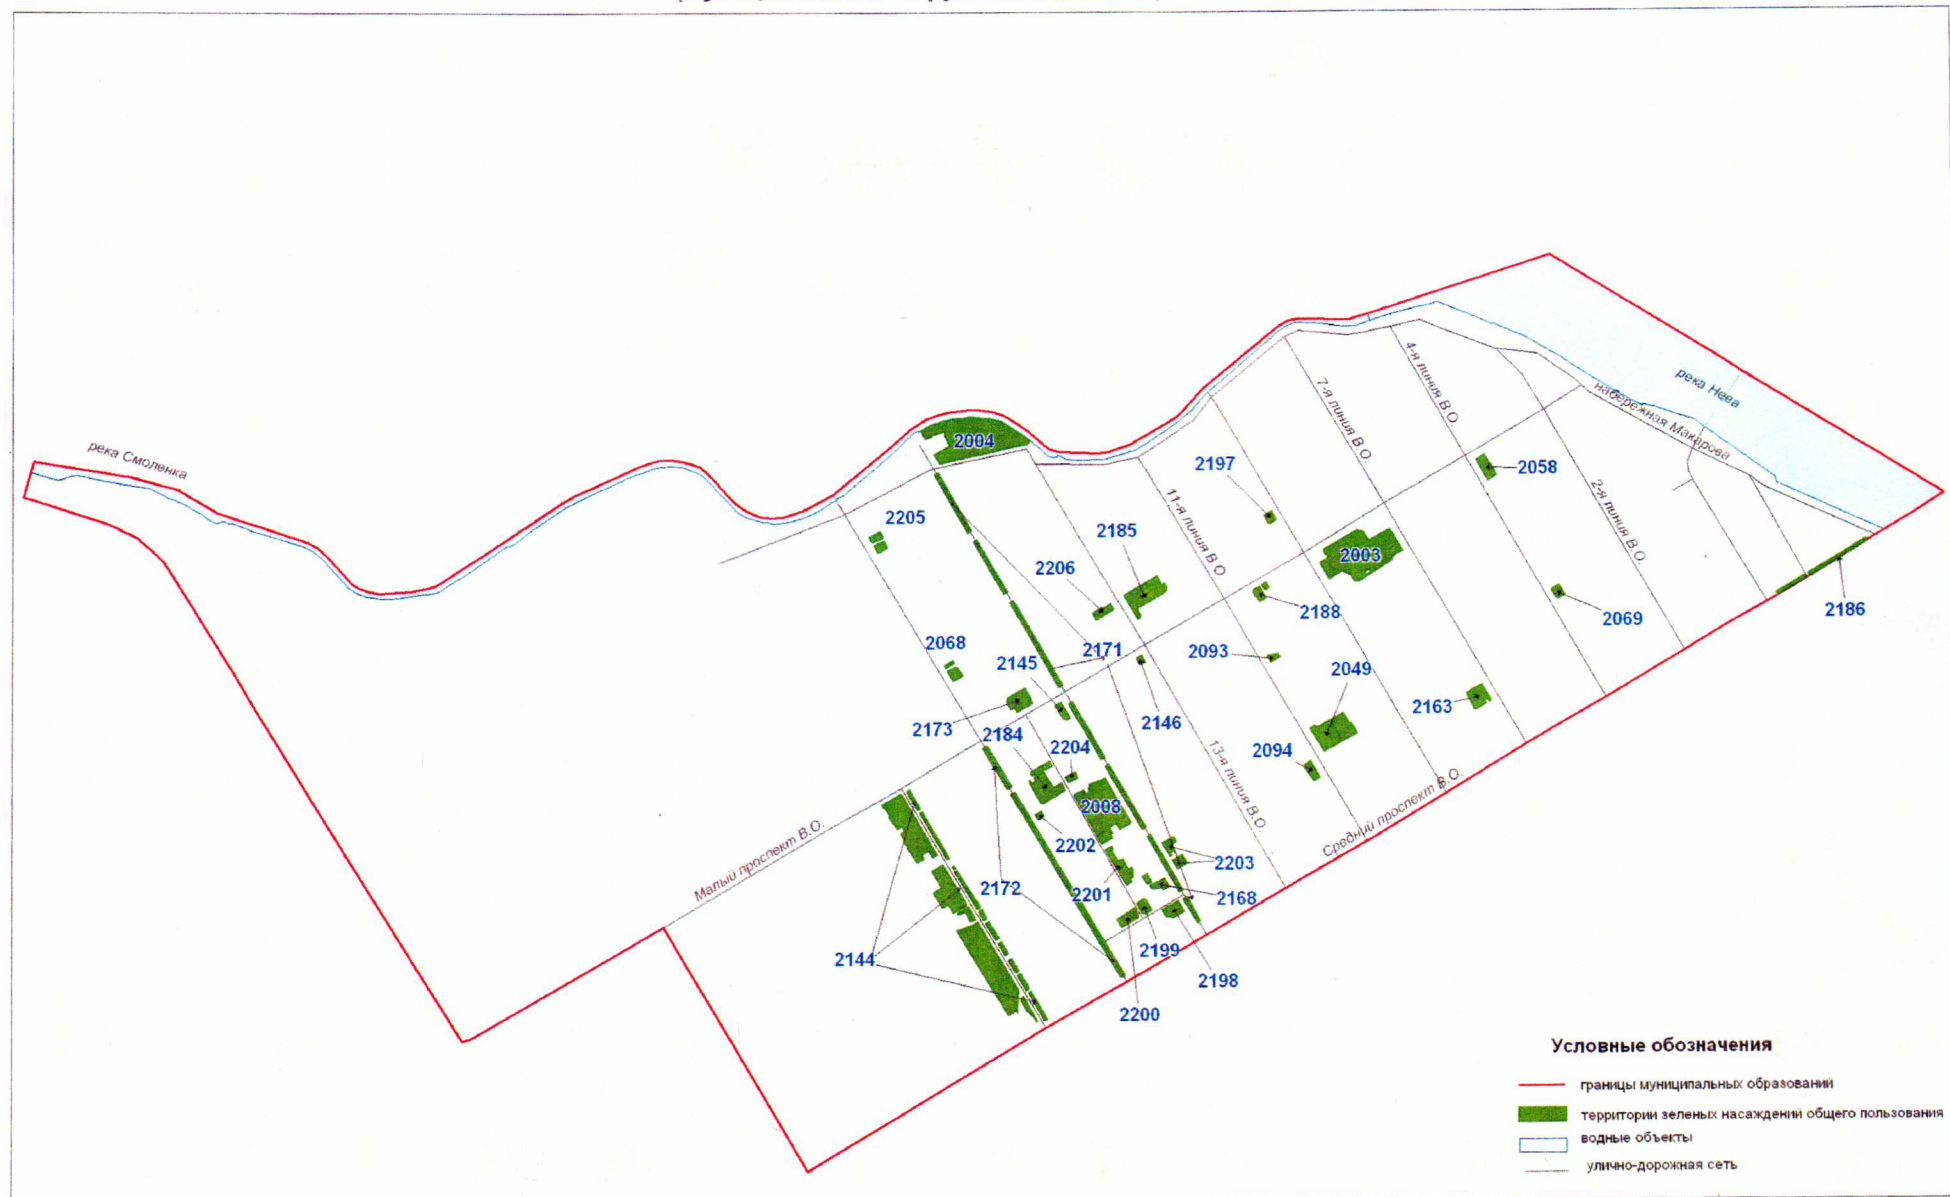 река Смоленка
река Нева
набережная Макарова
4-я линия В.О.
7-я линия В.О.
2-я линия В.О.
11-я линия В.О
13-я линия В.О.
Малый проспект В.О.
Средний проспект В.О.
2004
2197
2058
2205
2185
2003
2206
2188
2069
2186
2068
2145
2171
2093
2049
2173
2184
2204
2146
2094
2163
2008
2202
2203
2172
2201
2168
2144
2199
2198
2200
Условные обозначения
границы муниципальных образований
территории зеленых насаждений общего пользования
водные объекты
улично-дорожная сеть